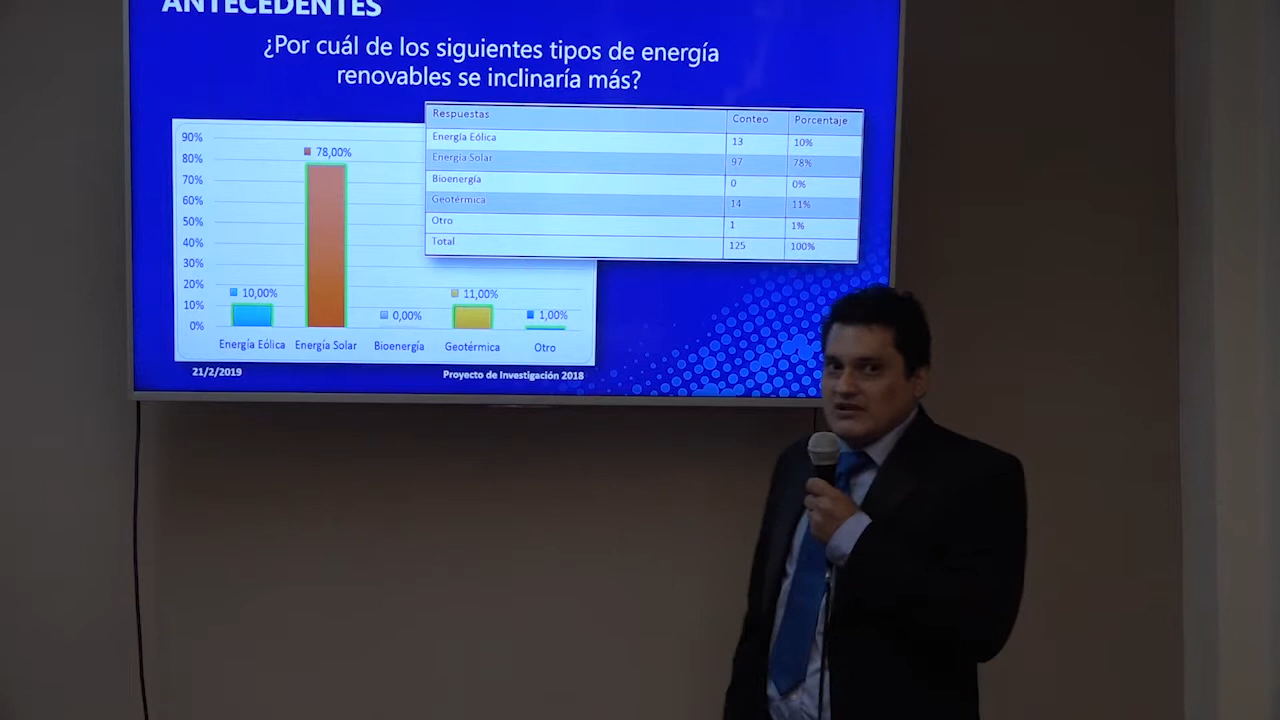 ANTECEDENTES
¿Por cuál de los siguientes tipos de energía
renovables se inclinaría más?
Respuestas Conteo Porcentaje
Energía Eólica 13 10%
Energía Solar 97 78%
Bioenergía 0 0%
Geotérmica 14 11%
Otro 1 1%
Total 125 100%
90%
80%
70%
60%
50%
40%
30%
20%
10%
0%
10,00%
78,00%
0,00%
11,00%
1,00%
Energía Eólica Energía Solar Bioenergía Geotérmica Otro
21/2/2019 Proyecto de Investigación 2018